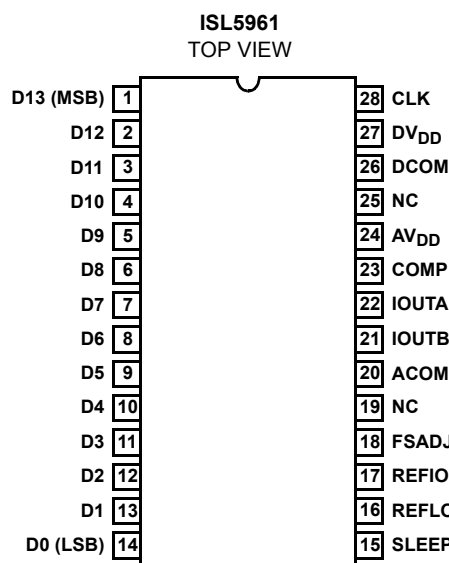 ISL5961
TOP VIEW
D13 (MSB) 1 28 CLK
D12 2 27 DVDD
D11 3 26 DCOM
D10 4 25 NC
D9 5 24 AVDD
D8 6 23 COMP
D7 7 22 IOUTA
D6 8 21 IOUTB
D5 9 20 ACOM
D4 10 19 NC
D3 11 18 FSADJ
D2 12 17 REFIO
D1 13 16 REFLO
D0 (LSB) 14 15 SLEEP